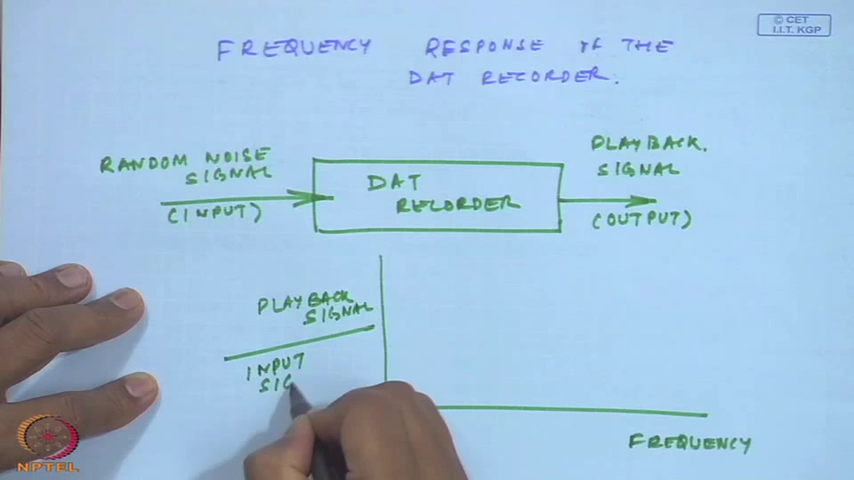 © CET
I.I.T. KGP
FREQUENCY RESPONSE OF THE
DAT RECORDER.
RANDOM NOISE
SIGNAL
(INPUT)
DAT
RECORDER
PLAYBACK
SIGNAL
(OUTPUT)
PLAYBACK
SIGNAL
INPUT
SIG
FREQUENCY
NPTEL